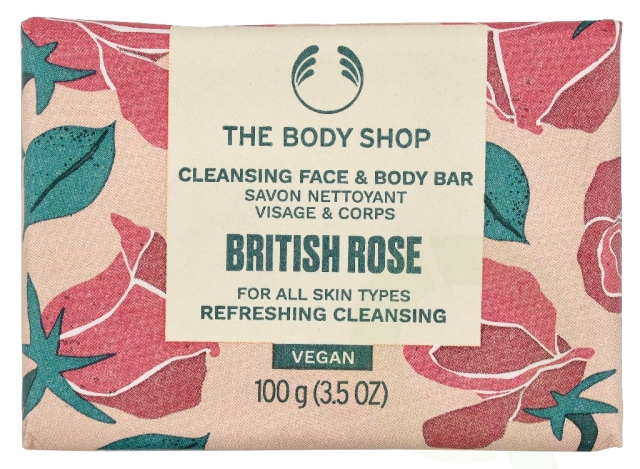 THE BODY SHOP
CLEANSING FACE & BODY BAR
SAVON NETTOYANT
VISAGE & CORPS
BRITISH ROSE
FOR ALL SKIN TYPES
REFRESHING CLEANSING
VEGAN
100 g (3.5 OZ)